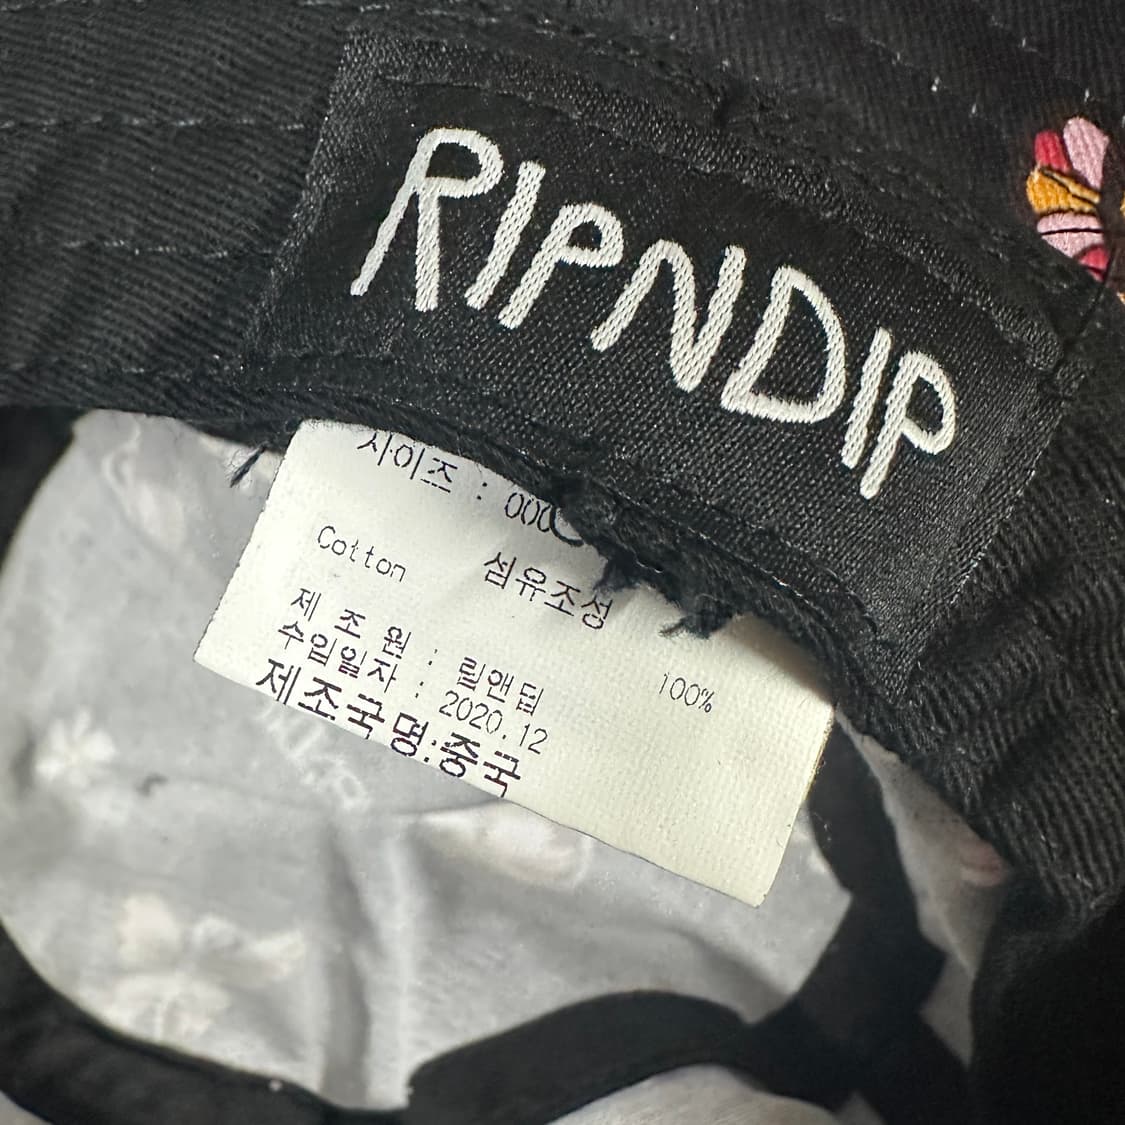 RIPNDIP
사이즈 : 000
Cotton 섬유조성
100%
제 조 원 : 립앤딥
수입일자 : 2020.12
제조국명:중국